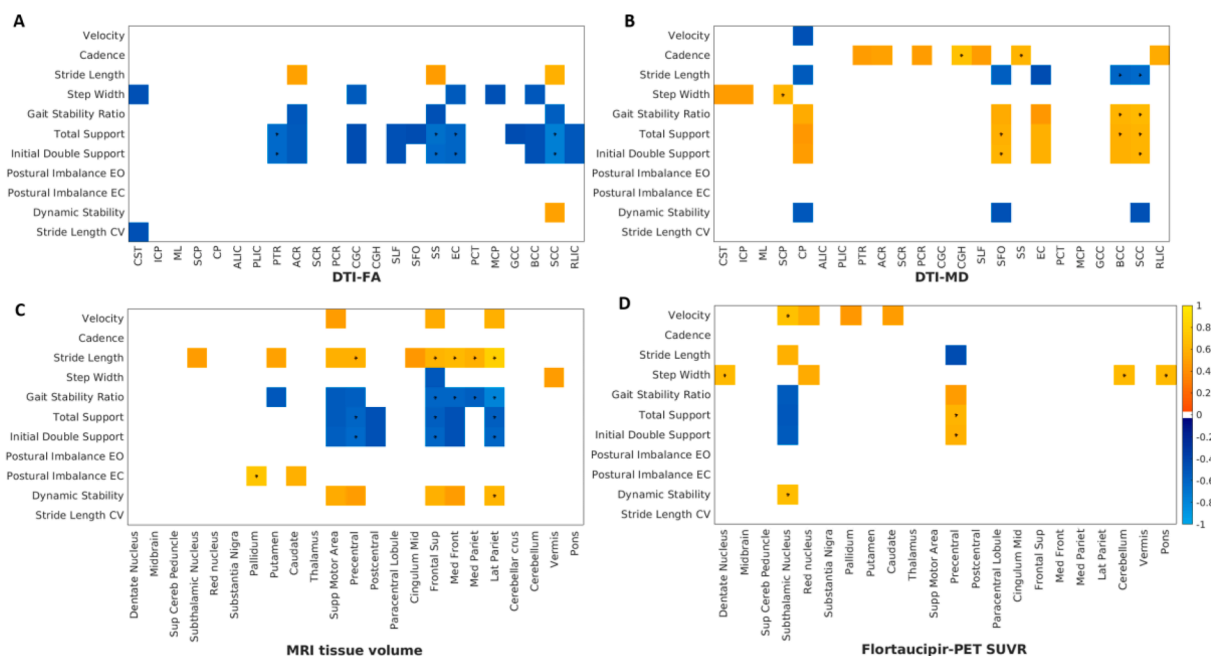 A
Velocity
Cadence
Stride Length
Step Width
Gait Stability Ratio
Total Support
Initial Double Support
Postural Imbalance EO
Postural Imbalance EC
Dynamic Stability
Stride Length CV
CST
ICP
ML
SCP
CP
ALIC
PLIC
PTR
ACR
SCR
PCR
CGC
CGH
SLF
SFO
SS
EC
PCT
MCP
GCC
BCC
SCC
RLIC
DTI-FA
B
Velocity
Cadence
Stride Length
Step Width
Gait Stability Ratio
Total Support
Initial Double Support
Postural Imbalance EO
Postural Imbalance EC
Dynamic Stability
Stride Length CV
CST
ICP
ML
SCP
CP
ALIC
PLIC
PTR
ACR
SCR
PCR
CGC
CGH
SLF
SFO
SS
EC
PCT
MCP
GCC
BCC
SCC
RLIC
DTI-MD
C
Velocity
Cadence
Stride Length
Step Width
Gait Stability Ratio
Total Support
Initial Double Support
Postural Imbalance EO
Postural Imbalance EC
Dynamic Stability
Stride Length CV
Dentate Nucleus
Midbrain
Sup Cereb Peduncle
Subthalamic Nucleus
Red nucleus
Substantia Nigra
Pallidum
Putamen
Caudate
Thalamus
Supp Motor Area
Precentral
Postcentral
Paracentral Lobule
Cingulum Mid
Frontal Sup
Med Front
Med Pariet
Lat Pariet
Cerebellar crus
Cerebellum
Vermis
Pons
MRI tissue volume
D
Velocity
Cadence
Stride Length
Step Width
Gait Stability Ratio
Total Support
Initial Double Support
Postural Imbalance EO
Postural Imbalance EC
Dynamic Stability
Stride Length CV
Dentate Nucleus
Midbrain
Sup Cereb Peduncle
Subthalamic Nucleus
Red nucleus
Substantia Nigra
Pallidum
Putamen
Caudate
Thalamus
Supp Motor Area
Precentral
Postcentral
Paracentral Lobule
Cingulum Mid
Frontal Sup
Med Front
Med Pariet
Lat Pariet
Cerebellum
Vermis
Pons
Flortaucipir-PET SUVR
1
0.8
0.6
0.4
0.2
0
-0.2
-0.4
-0.6
-0.8
-1